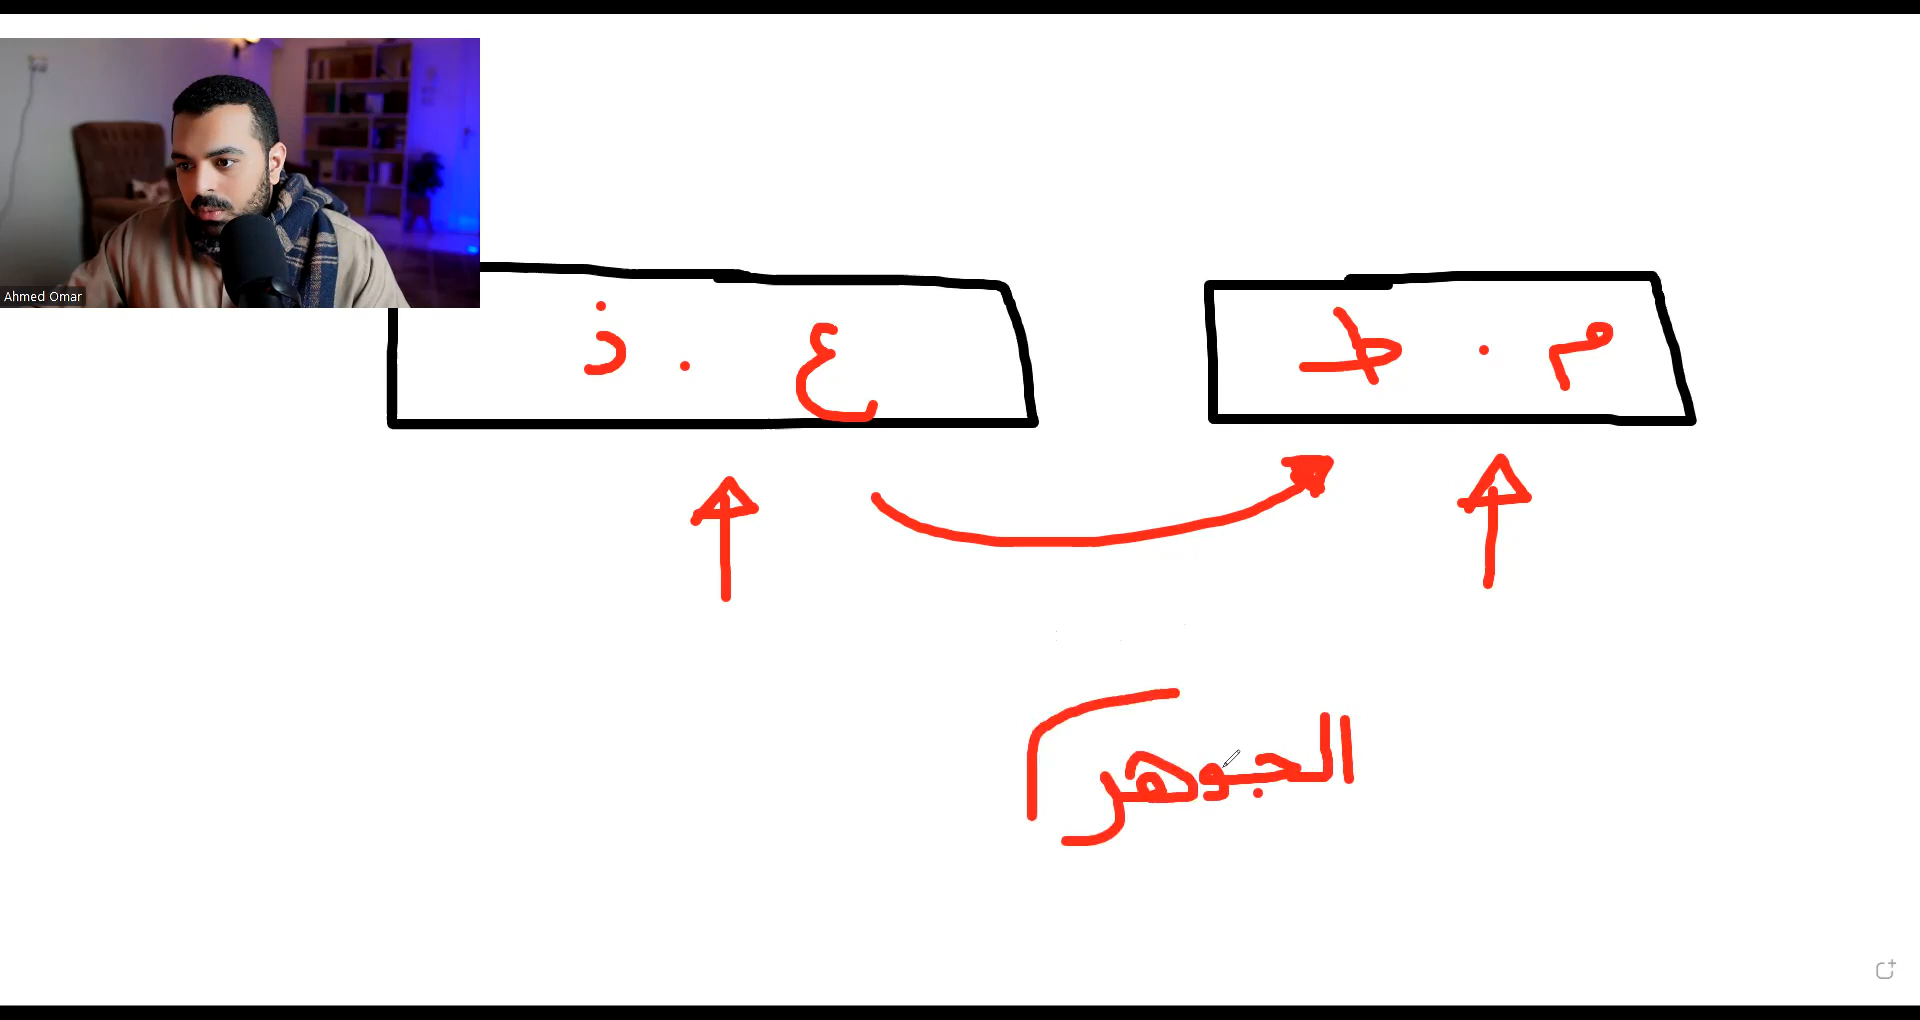 Ahmed Omar
م . ط
ع . ذ
الجوهر